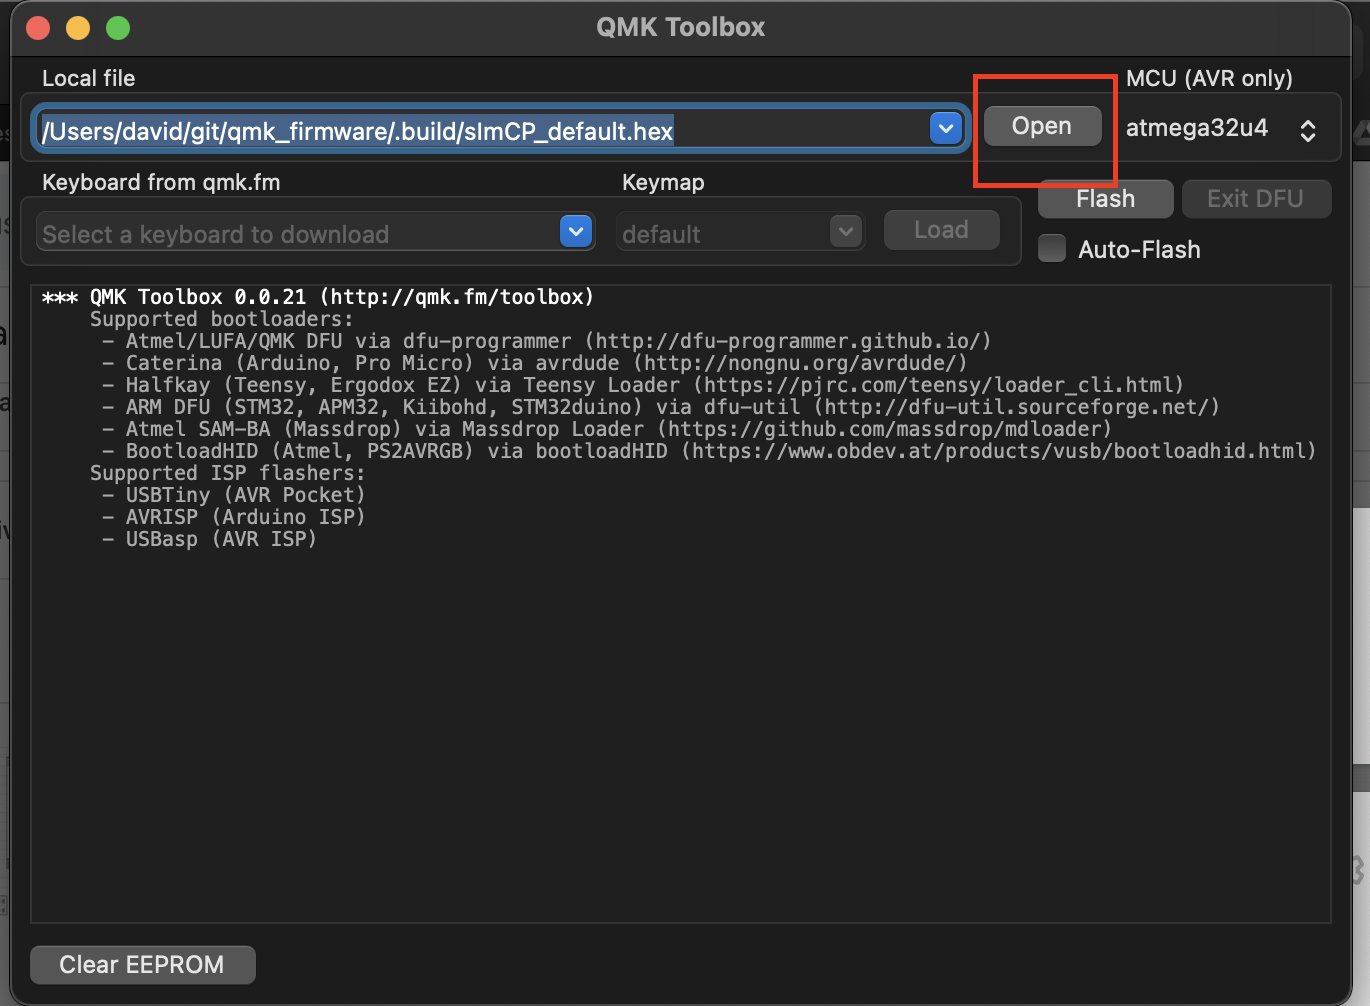 QMK Toolbox
Local file
MCU (AVR only)
/Users/david/git/qmk_firmware/.build/sImCP_default.hex
Open
atmega32u4
Keyboard from qmk.fm
Keymap
Flash
Exit DFU
Select a keyboard to download
default
Load
Auto-Flash
*** QMK Toolbox 0.0.21 (http://qmk.fm/toolbox)
Supported bootloaders:
- Atmel/LUFA/QMK DFU via dfu-programmer (http://dfu-programmer.github.io/)
- Caterina (Arduino, Pro Micro) via avrdude (http://nongnu.org/avrdude/)
- Halfkay (Teensy, Ergodox EZ) via Teensy Loader (https://pjrc.com/teensy/loader_cli.html)
- ARM DFU (STM32, APM32, Kiibohd, STM32duino) via dfu-util (http://dfu-util.sourceforge.net/)
- Atmel SAM-BA (Massdrop) via Massdrop Loader (https://github.com/massdrop/mdloader)
- BootloadHID (Atmel, PS2AVRGB) via bootloadHID (https://www.obdev.at/products/vusb/bootloadhid.html)
Supported ISP flashers:
- USBTiny (AVR Pocket)
- AVRISP (Arduino ISP)
- USBasp (AVR ISP)
Clear EEPROM